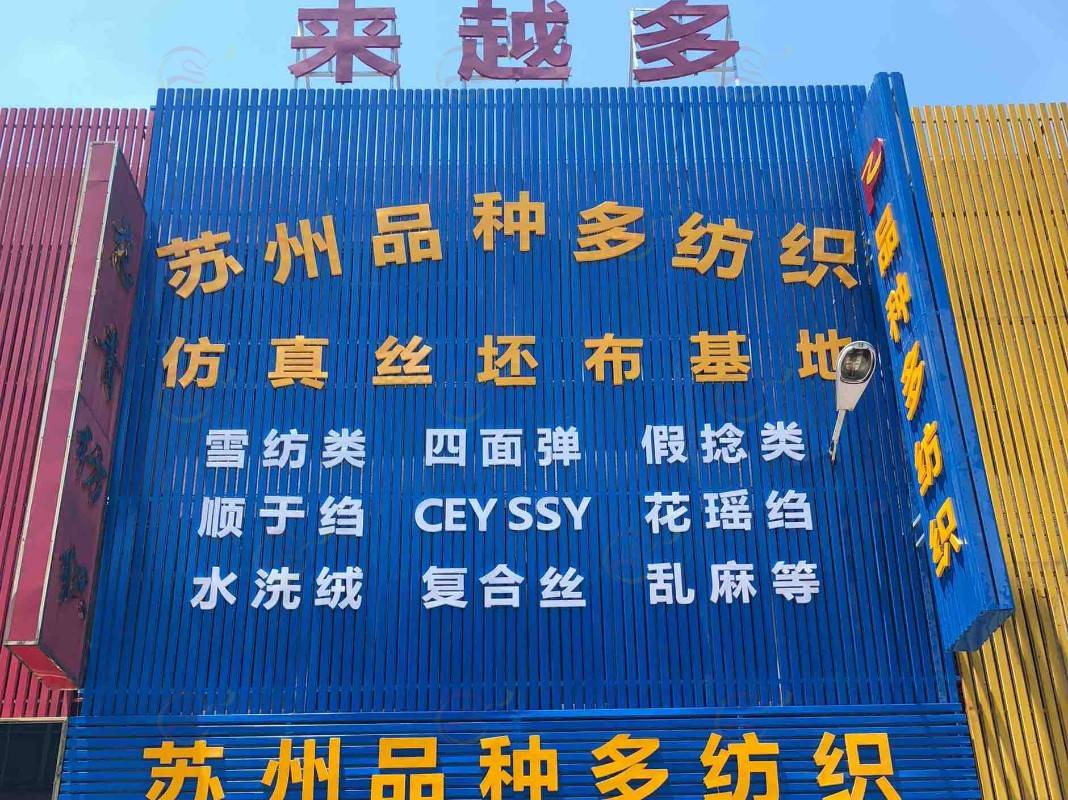 来越多
苏州品种多纺织
仿真丝坯布基地
雪纺类 四面弹 假捻类
顺于绉 CEY SSY 花瑶绉
水洗绒 复合丝 乱麻等
苏州品种多纺织
品种多纺织